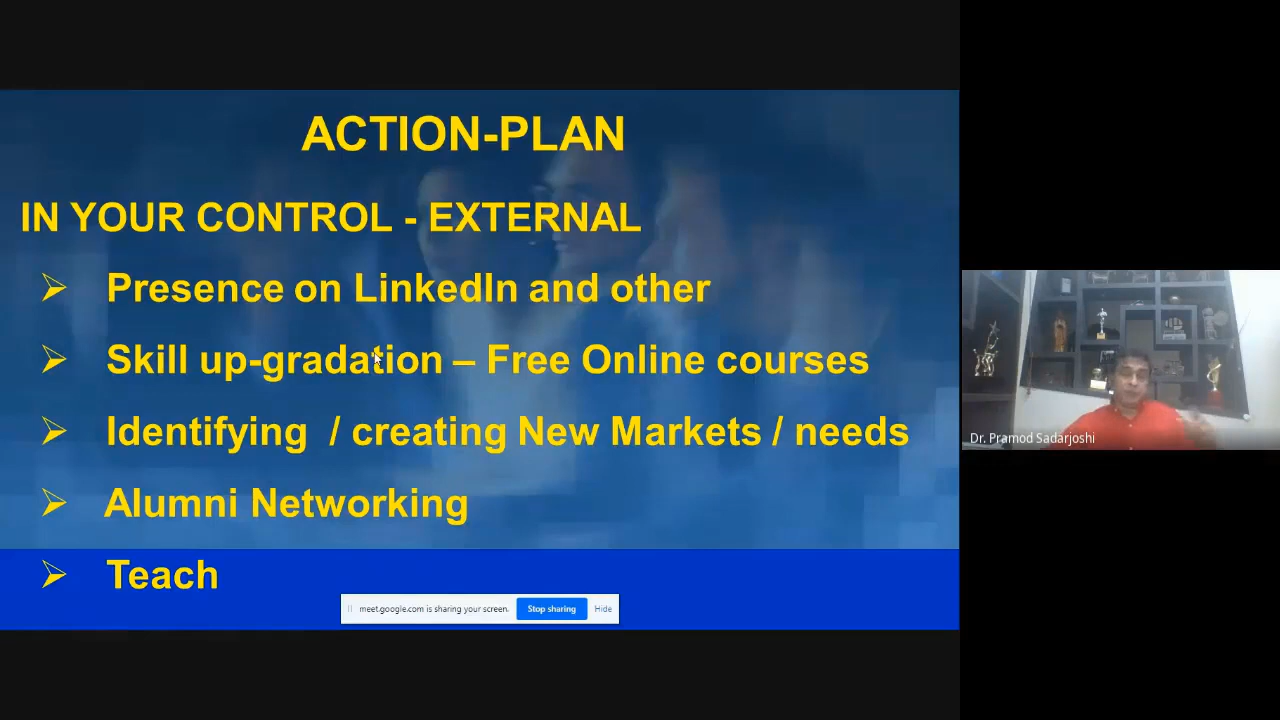 ACTION-PLAN
IN YOUR CONTROL - EXTERNAL
➢ Presence on LinkedIn and other
➢ Skill up-gradation – Free Online courses
➢ Identifying / creating New Markets / needs
➢ Alumni Networking
➢ Teach
meet.google.com is sharing your screen. Stop sharing Hide
Dr. Pramod Sadarjoshi